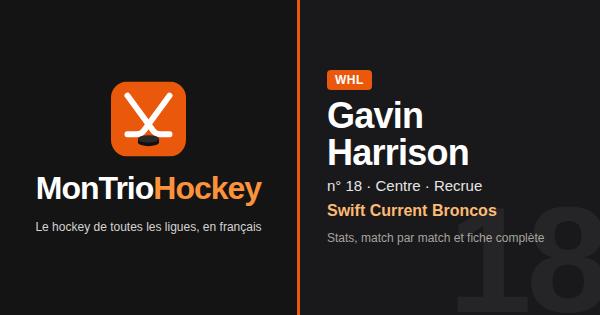 MonTrioHockey
Le hockey de toutes les ligues, en français
WHL
Gavin
Harrison
n° 18 · Centre · Recrue
Swift Current Broncos
Stats, match par match et fiche complète
18